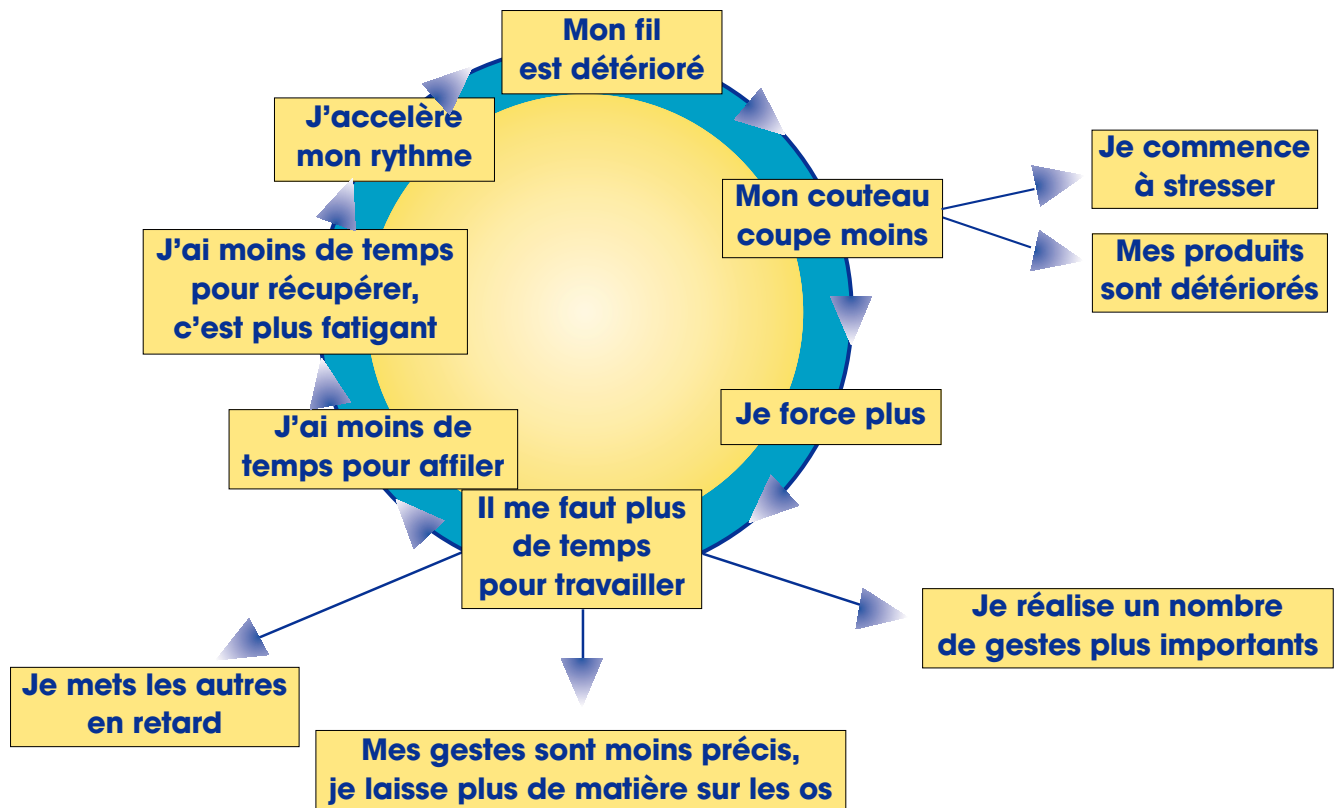 Mon fil
est détérioré
J'accelère
mon rythme
Je commence
à stresser
Mon couteau
coupe moins
J'ai moins de temps
pour récupérer,
c'est plus fatigant
Mes produits
sont détériorés
Je force plus
J'ai moins de
temps pour affiler
Il me faut plus
de temps
pour travailler
Je réalise un nombre
de gestes plus importants
Je mets les autres
en retard
Mes gestes sont moins précis,
je laisse plus de matière sur les os